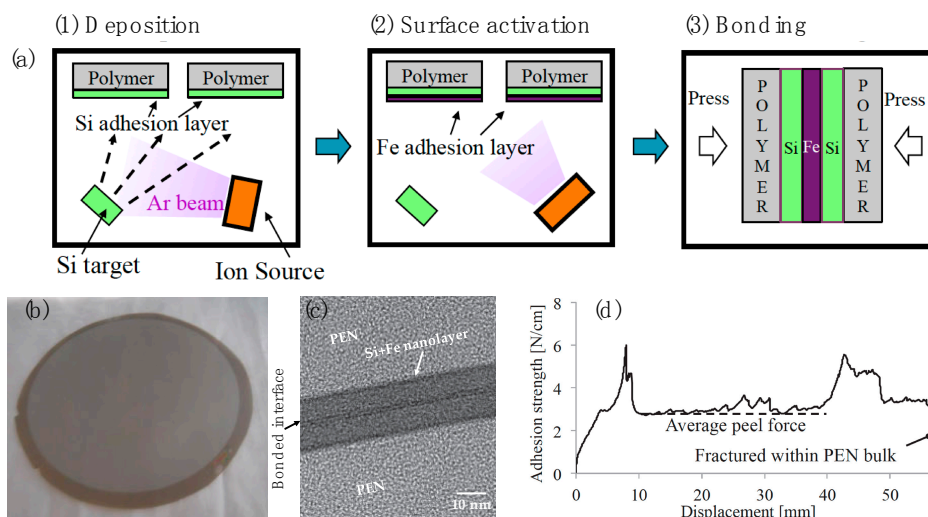 (1) Deposition
(2) Surface activation
(3) Bonding
(a)
Polymer
Polymer
Si adhesion layer
Ar beam
Si target
Ion Source
Polymer
Polymer
Fe adhesion layer
Press
POLYMER
Si
Fe
Si
POLYMER
Press
(b)
(c)
PEN
Si+Fe nanolayer
Bonded interface
PEN
10 nm
(d)
Adhesion strength [N/cm]
8
6
4
2
0
Average peel force
Fractured within PEN bulk
0
10
20
30
40
50
Displacement [mm]